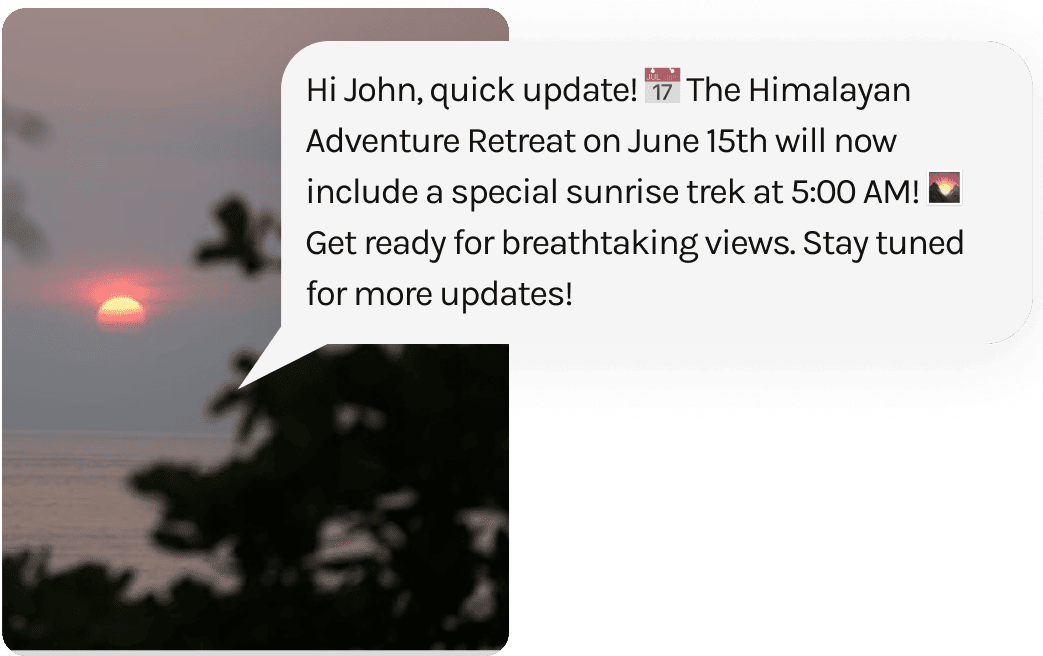 Hi John, quick update! 📅 The Himalayan
Adventure Retreat on June 15th will now
include a special sunrise trek at 5:00 AM! 🌄
Get ready for breathtaking views. Stay tuned
for more updates!